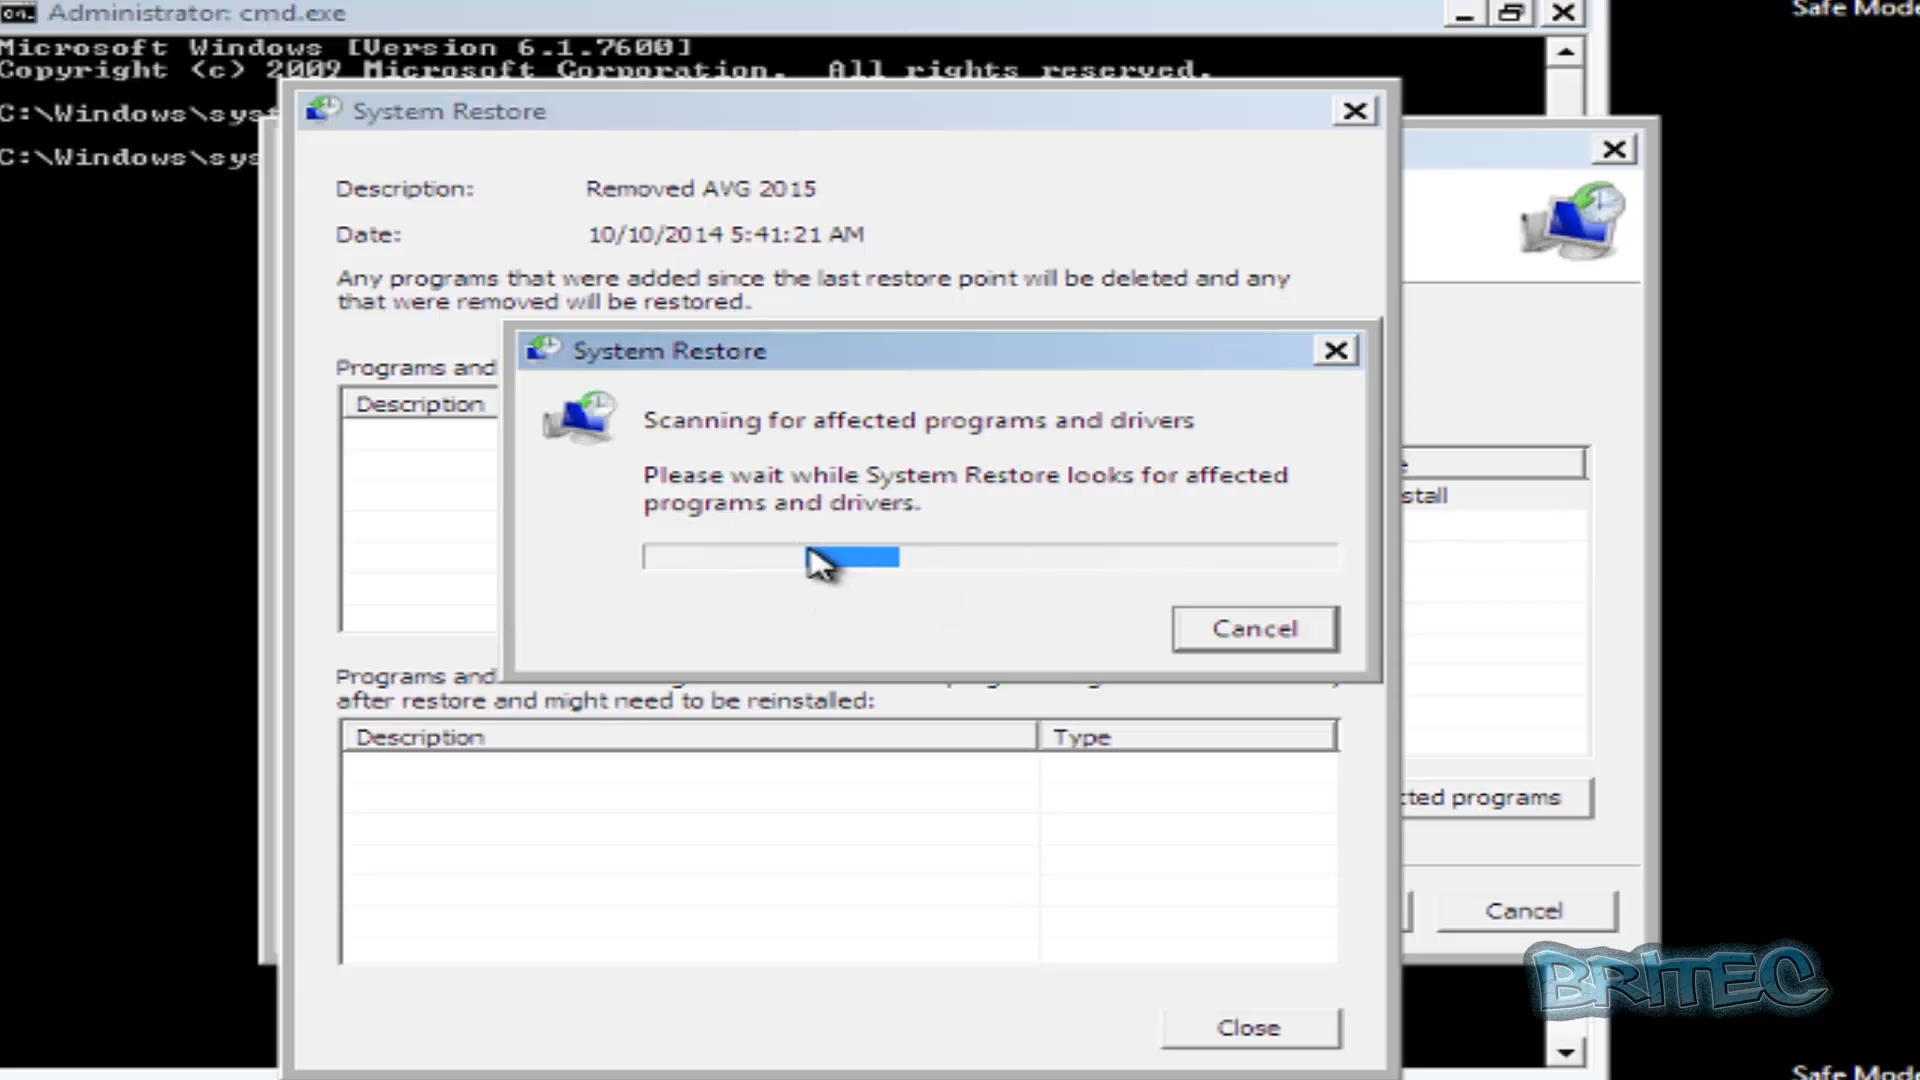 Administrator: cmd.exe
Safe Mode
Microsoft Windows [Version 6.1.7600]
Copyright (c) 2009 Microsoft Corporation. All rights reserved.
C:\Windows\syst
System Restore
C:\Windows\sys
Description: Removed AVG 2015
Date: 10/10/2014 5:41:21 AM
Any programs that were added since the last restore point will be deleted and any
that were removed will be restored.
System Restore
Programs and
Description
Scanning for affected programs and drivers
Please wait while System Restore looks for affected
programs and drivers.
stall
Cancel
Programs and
after restore and might need to be reinstalled:
Description Type
cted programs
Cancel
BRITEC
Close
Safe Mode